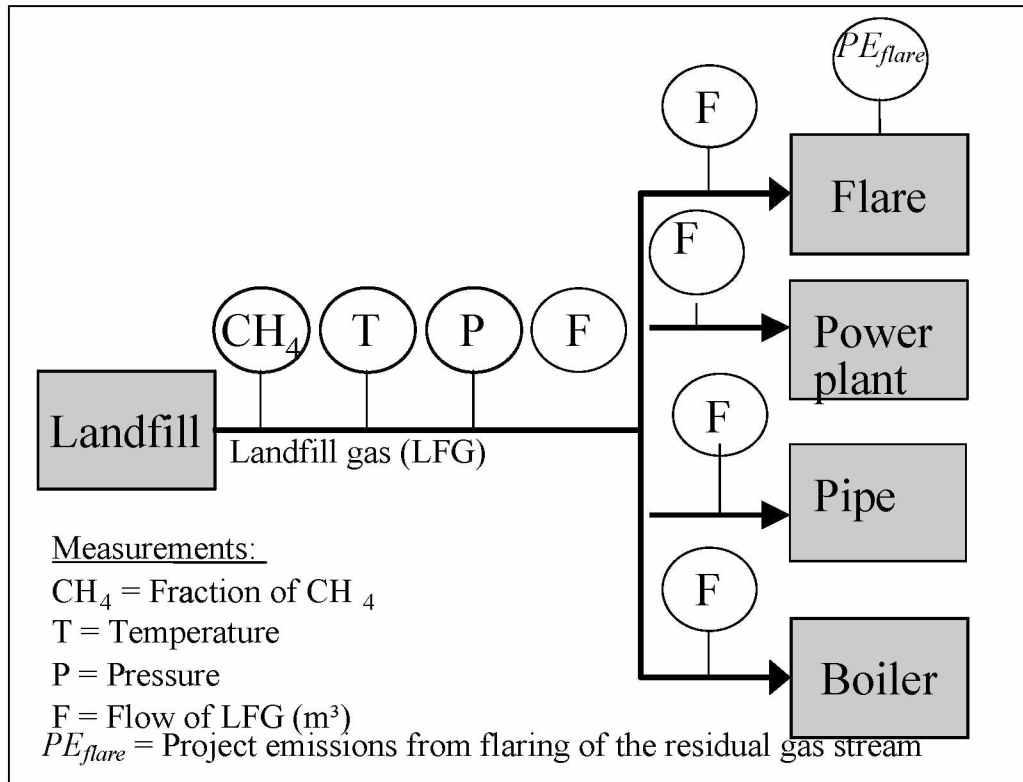 PEflare
F
Flare
F
CH4 T P F
Power
plant
Landfill
Landfill gas (LFG)
F
Pipe
F
Boiler
Measurements:
CH4 = Fraction of CH 4
T = Temperature
P = Pressure
F = Flow of LFG (m³)
PEflare = Project emissions from flaring of the residual gas stream